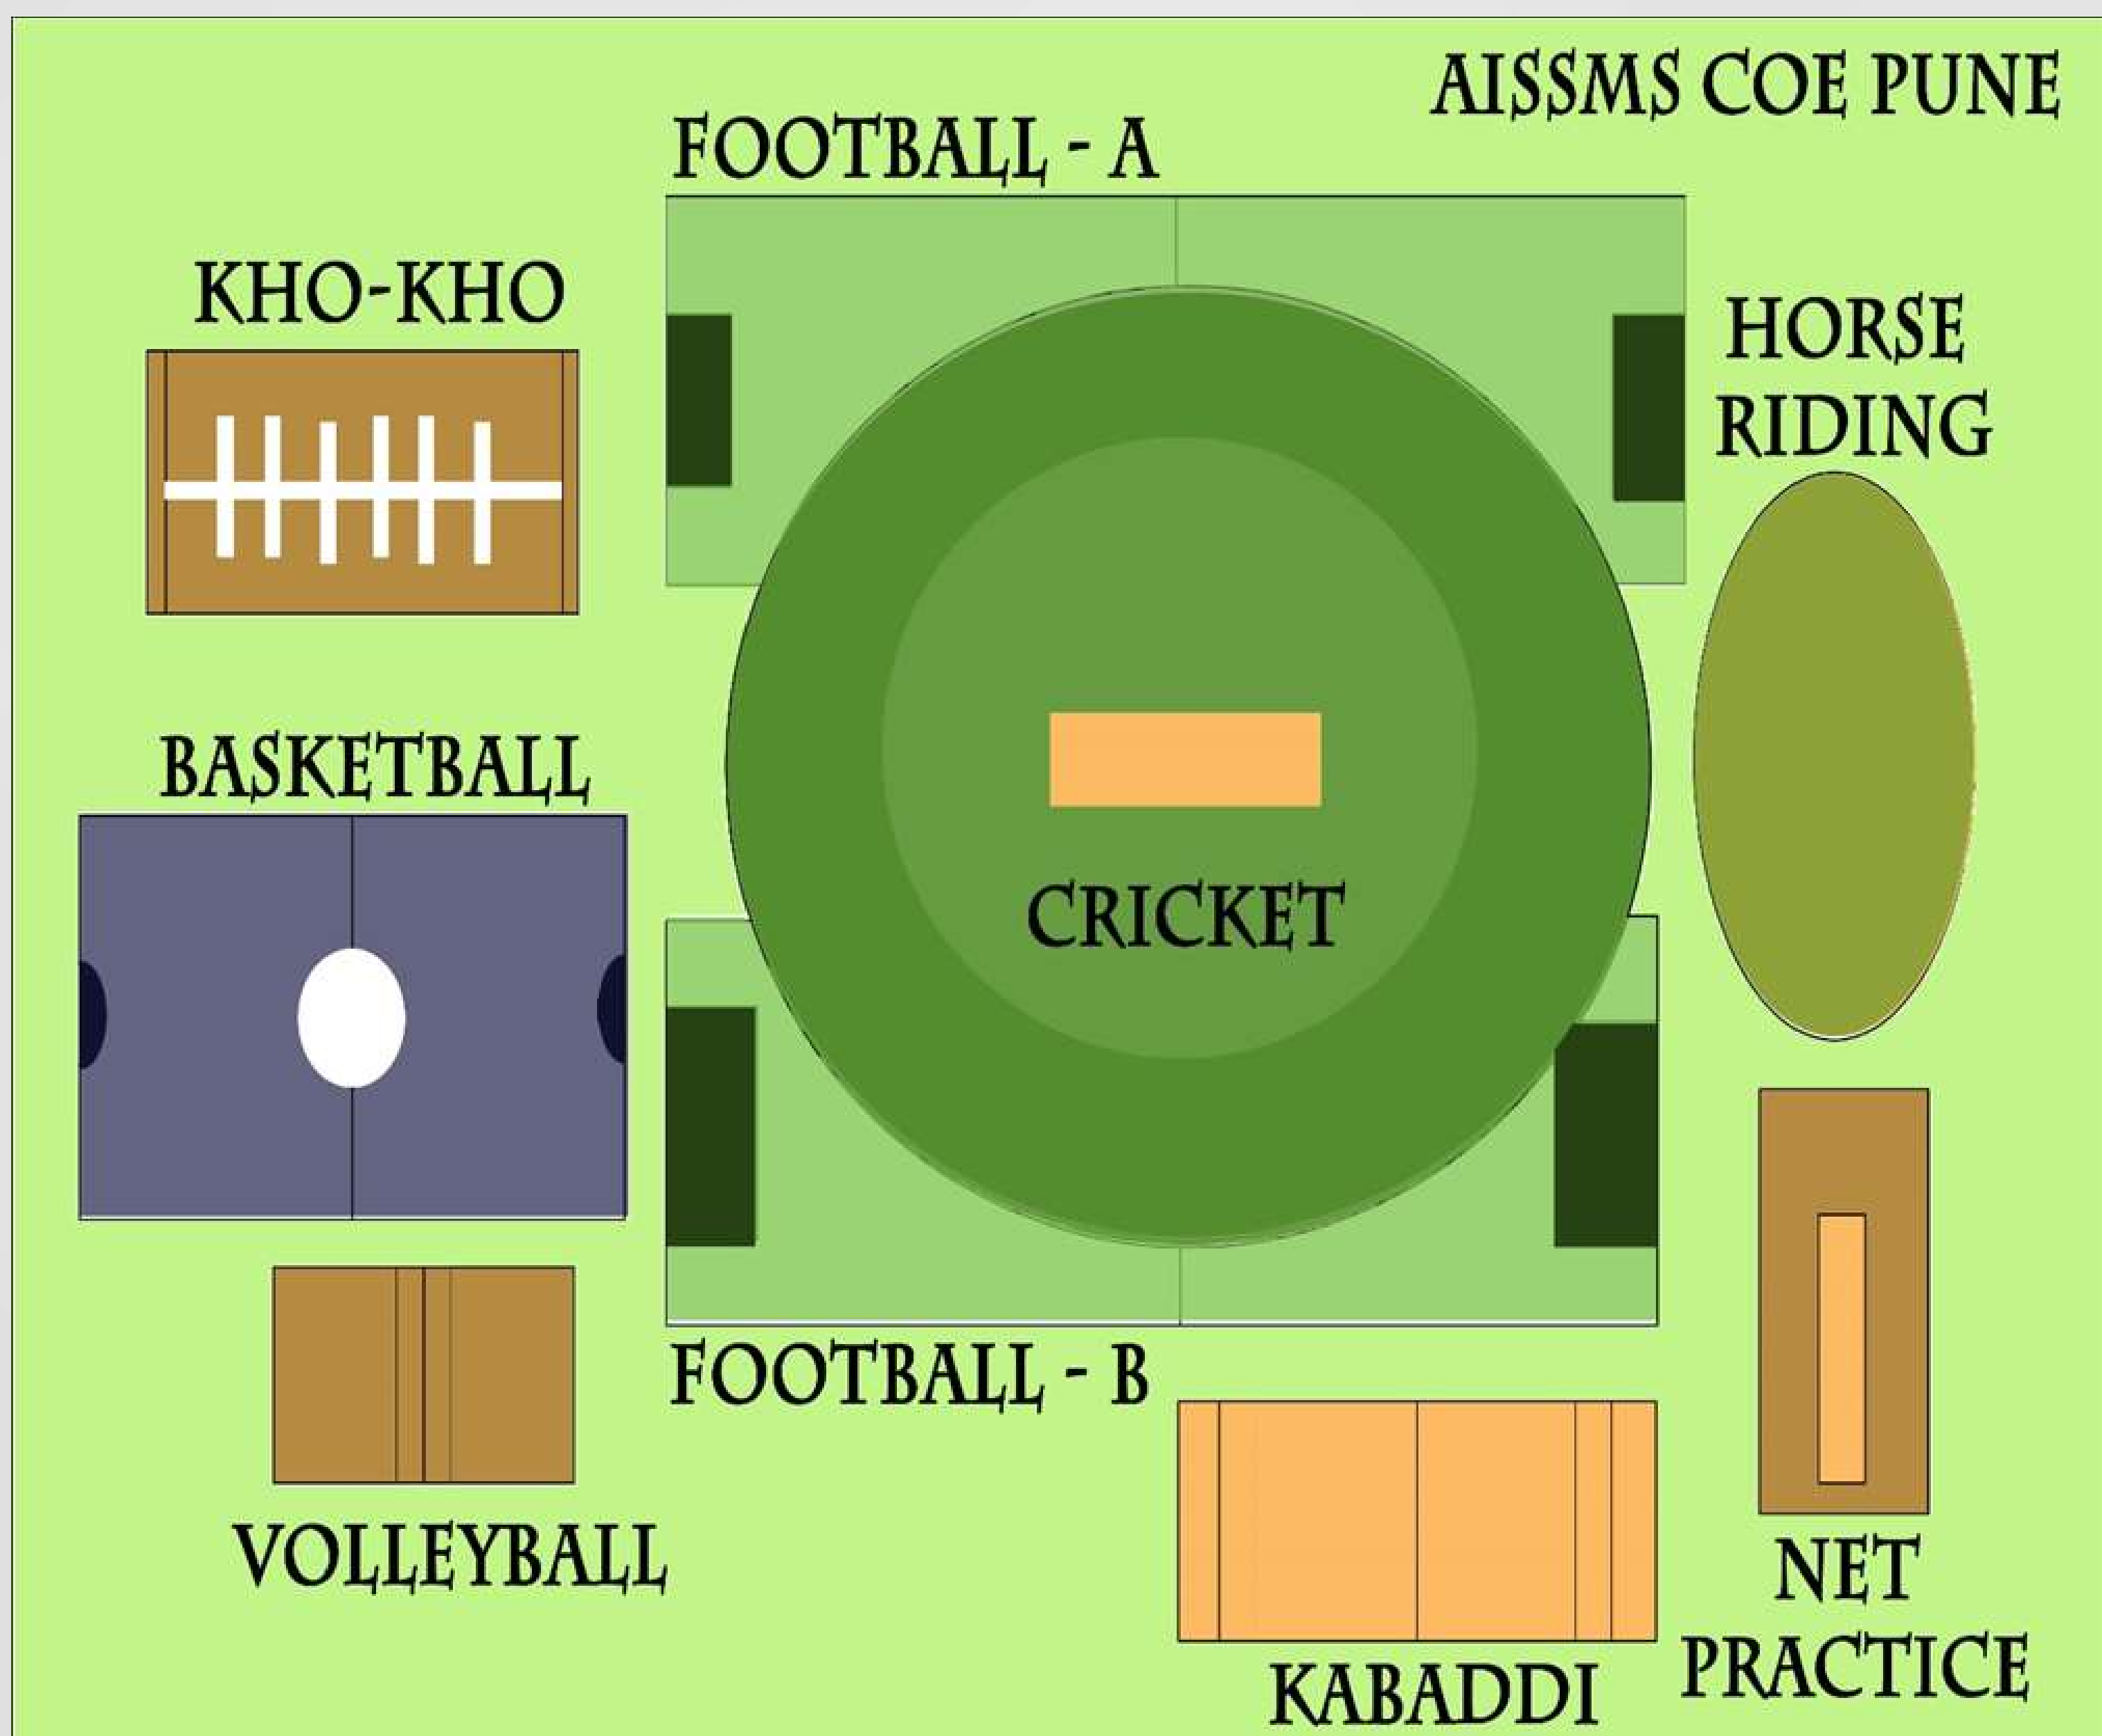 AISSMS COE PUNE
FOOTBALL - A
KHO-KHO
HORSE
RIDING
BASKETBALL
CRICKET
FOOTBALL - B
VOLLEYBALL
NET
PRACTICE
KABADDI